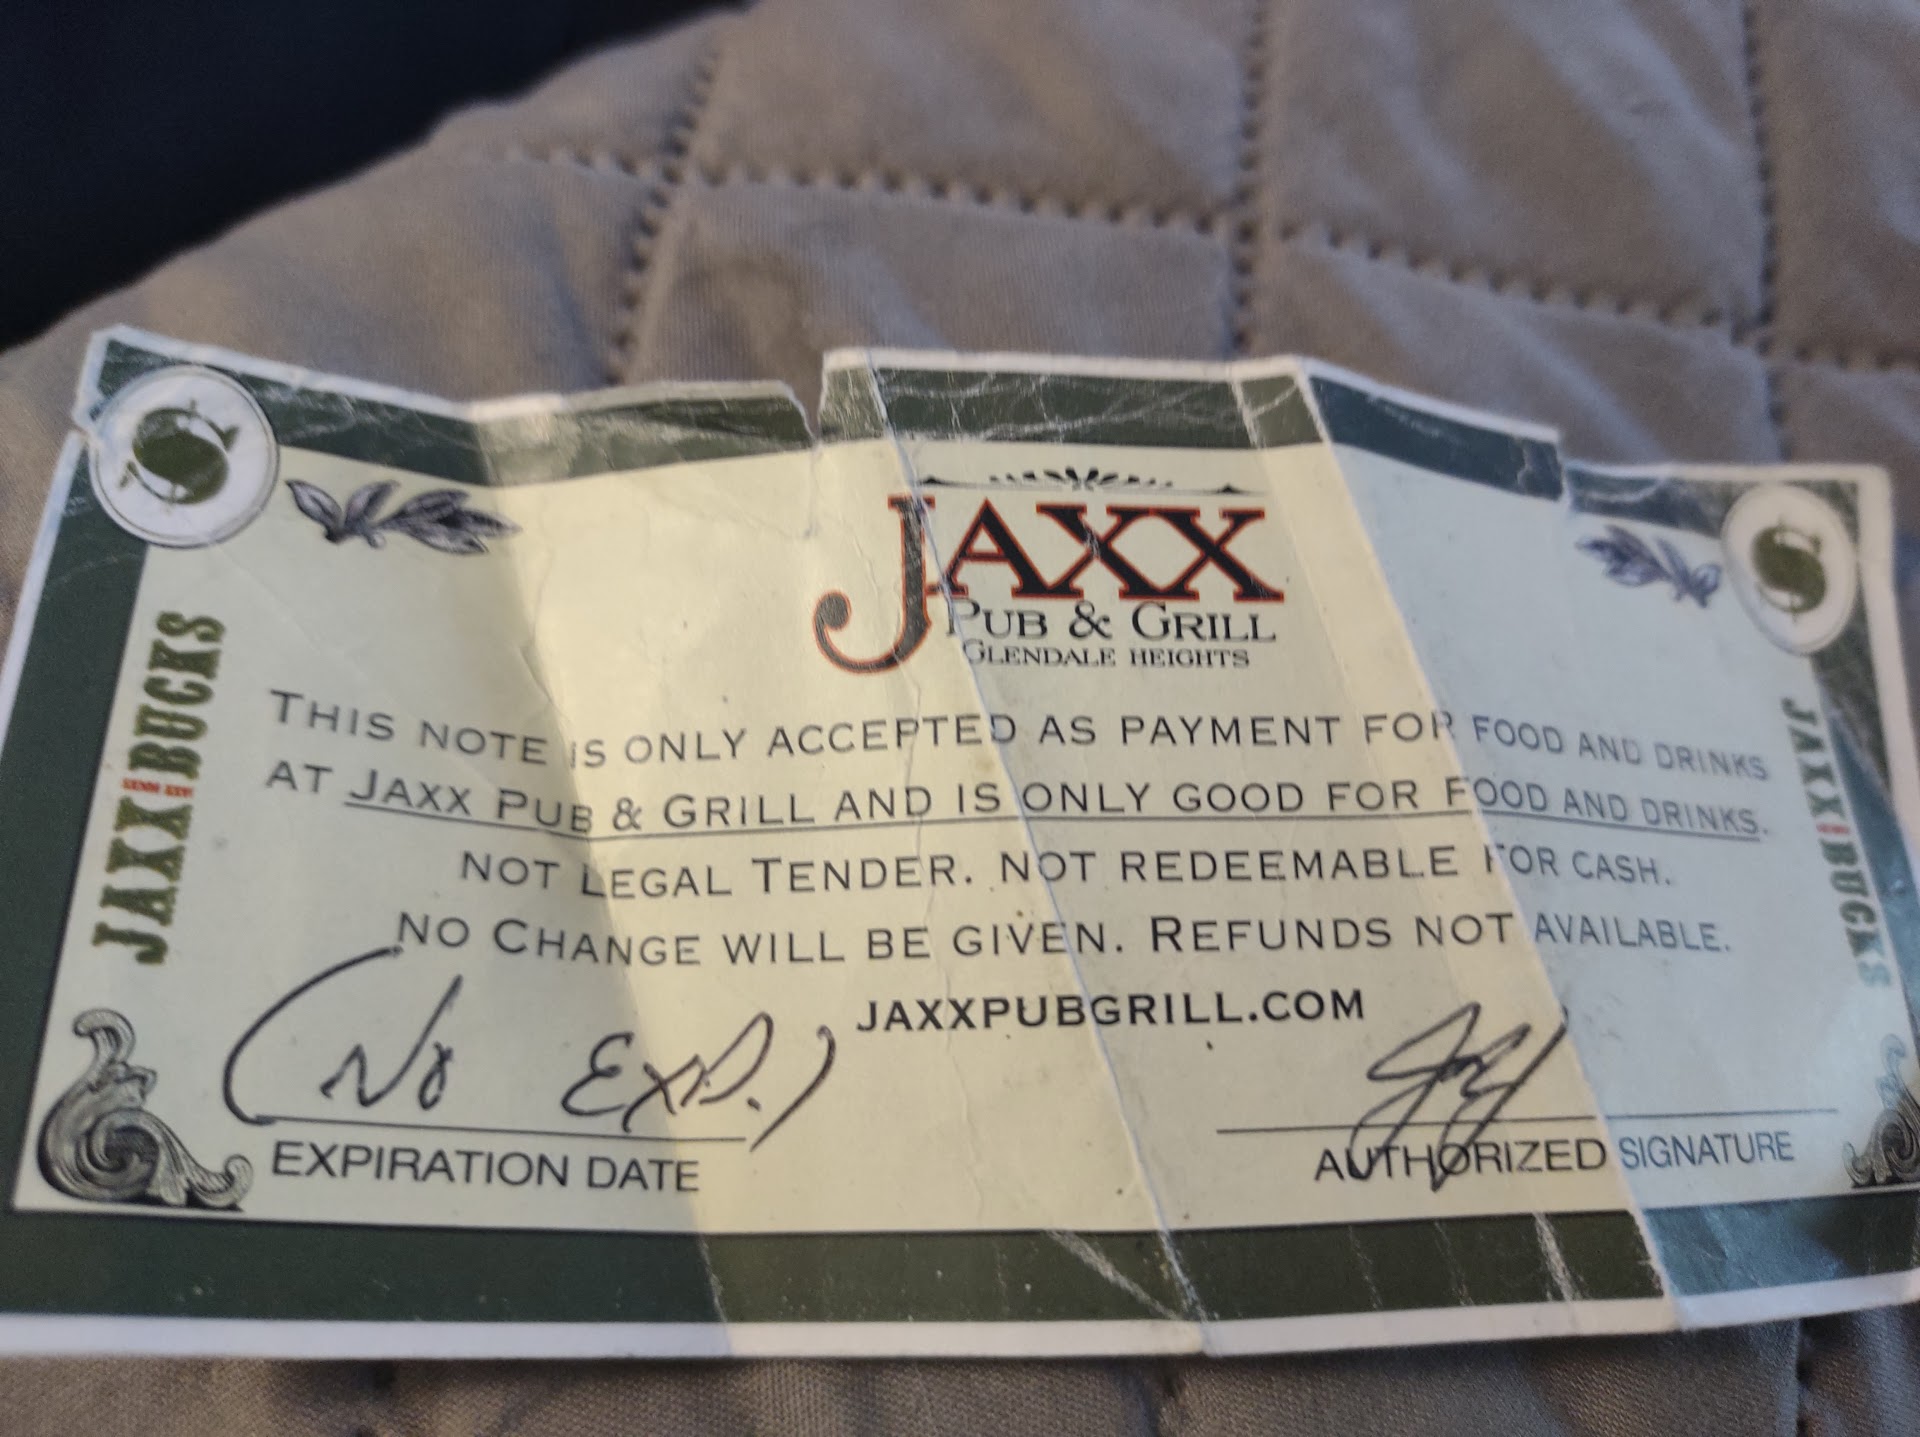 JAXX
PUB & GRILL
GLENDALE HEIGHTS
JAXX BUCKS
JAXX BUCKS
THIS NOTE IS ONLY ACCEPTED AS PAYMENT FOR FOOD AND DRINKS
AT JAXX PUB & GRILL AND IS ONLY GOOD FOR FOOD AND DRINKS.
NOT LEGAL TENDER. NOT REDEEMABLE FOR CASH.
NO CHANGE WILL BE GIVEN. REFUNDS NOT AVAILABLE.
JAXXPUBGRILL.COM
(No EXP.)
EXPIRATION DATE
AUTHORIZED SIGNATURE